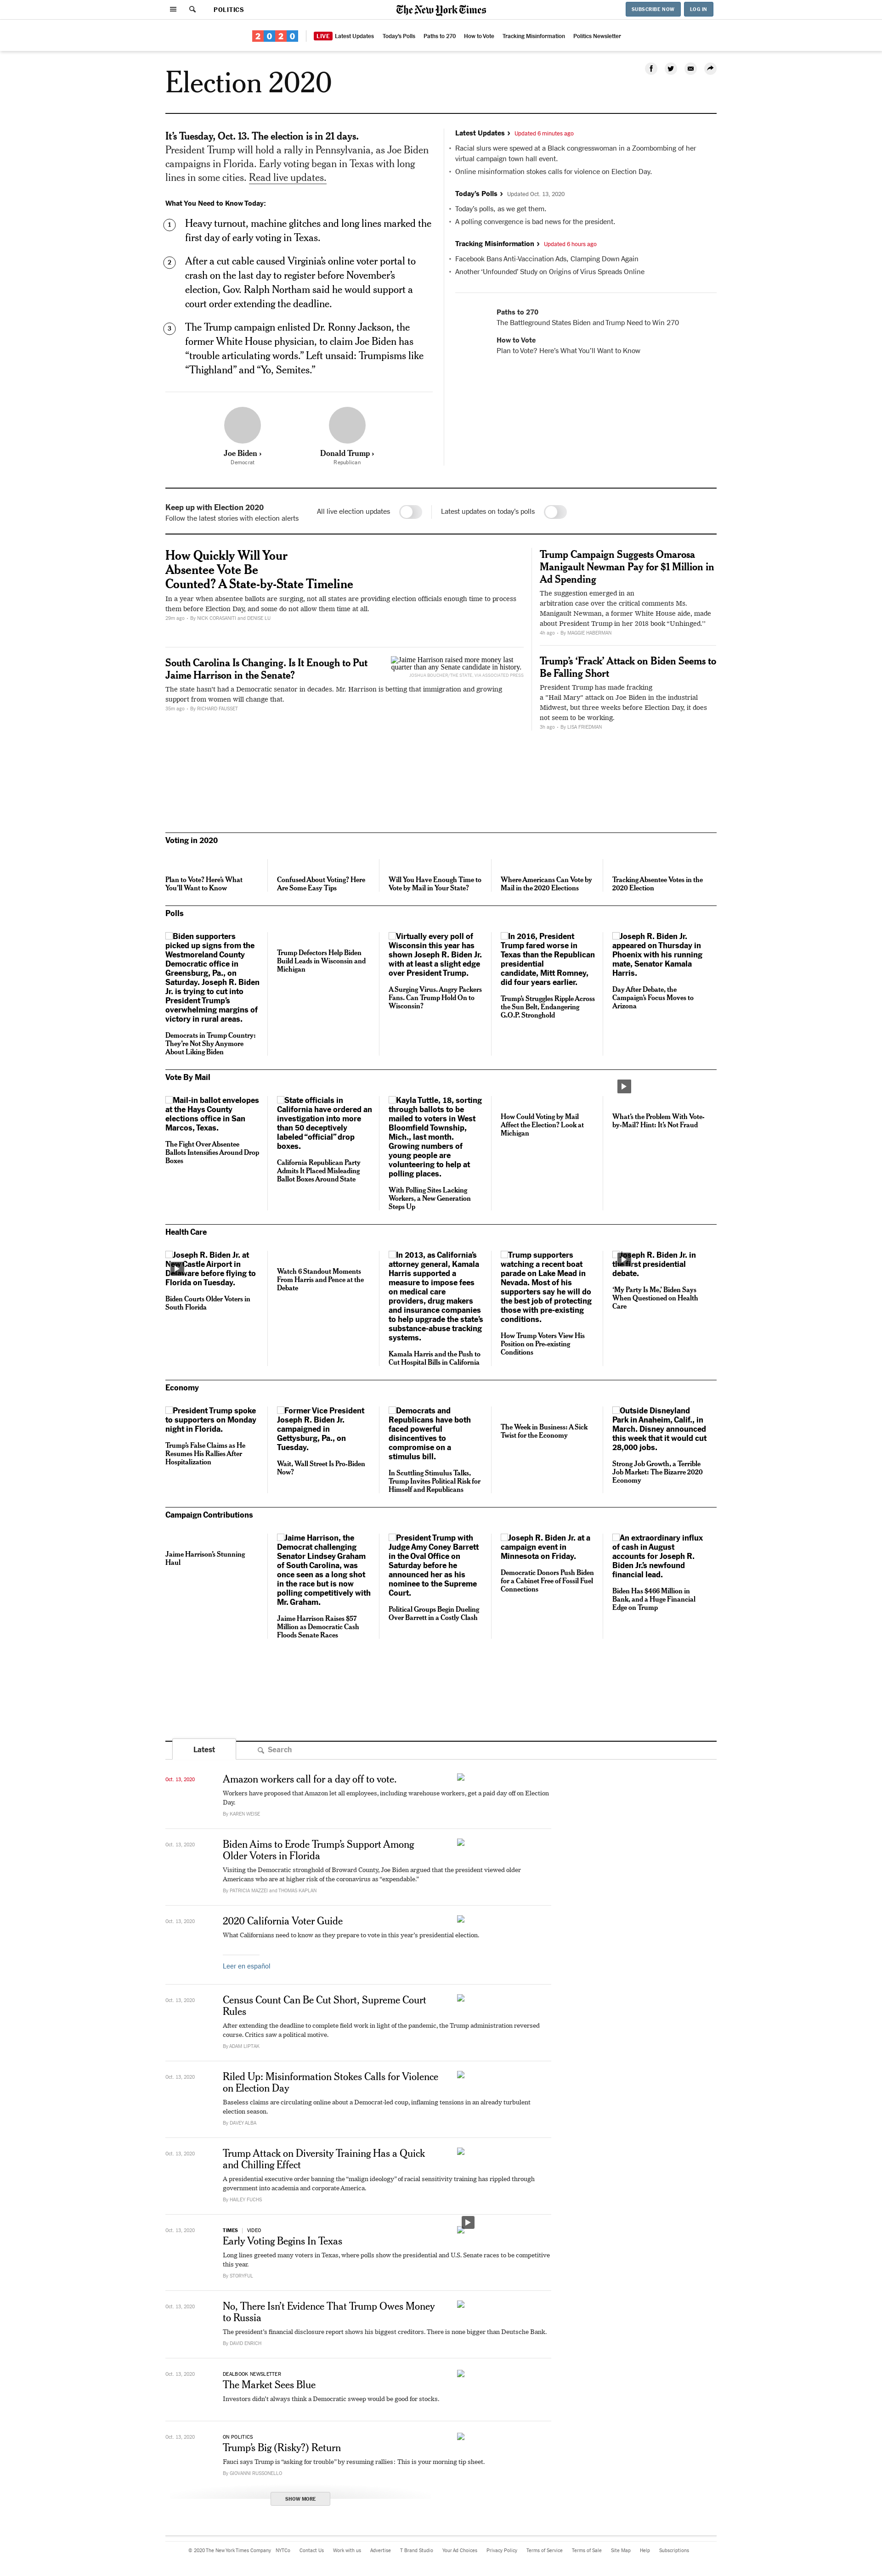 POLITICS
The New York Times
SUBSCRIBE NOW
LOG IN
2020
LIVE Latest Updates
Today's Polls
Paths to 270
How to Vote
Tracking Misinformation
Politics Newsletter
Election 2020
It's Tuesday, Oct. 13. The election is in 21 days.
President Trump will hold a rally in Pennsylvania, as Joe Biden
campaigns in Florida. Early voting began in Texas with long
lines in some cities. Read live updates.
What You Need to Know Today:
1
Heavy turnout, machine glitches and long lines marked the
first day of early voting in Texas.
2
After a cut cable caused Virginia's online voter portal to
crash on the last day to register before November's
election, Gov. Ralph Northam said he would support a
court order extending the deadline.
3
The Trump campaign enlisted Dr. Ronny Jackson, the
former White House physician, to claim Joe Biden has
"trouble articulating words." Left unsaid: Trumpisms like
"Thighland" and "Yo, Semites."
Joe Biden ›
Democrat
Donald Trump ›
Republican
Latest Updates › Updated 6 minutes ago
• Racial slurs were spewed at a Black congresswoman in a Zoombombing of her
virtual campaign town hall event.
• Online misinformation stokes calls for violence on Election Day.
Today's Polls › Updated Oct. 13, 2020
• Today's polls, as we get them.
• A polling convergence is bad news for the president.
Tracking Misinformation › Updated 6 hours ago
• Facebook Bans Anti-Vaccination Ads, Clamping Down Again
• Another 'Unfounded' Study on Origins of Virus Spreads Online
Paths to 270
The Battleground States Biden and Trump Need to Win 270
How to Vote
Plan to Vote? Here's What You'll Want to Know
Keep up with Election 2020
Follow the latest stories with election alerts
All live election updates
Latest updates on today's polls
How Quickly Will Your
Absentee Vote Be
Counted? A State-by-State Timeline
In a year when absentee ballots are surging, not all states are providing election officials enough time to process
them before Election Day, and some do not allow them time at all.
28m ago · By NICK CORASANITI and DENISE LU
South Carolina Is Changing. Is It Enough to Put
Jaime Harrison in the Senate?
Jaime Harrison raised more money last
quarter than any Senate candidate in history.
JOSHUA BOUCHER/THE STATE, VIA ASSOCIATED PRESS
The state hasn't had a Democratic senator in decades. Mr. Harrison is betting that immigration and growing
support from women will change that.
35m ago · By RICHARD FAUSSET
Trump Campaign Suggests Omarosa
Manigault Newman Pay for $1 Million in
Ad Spending
The suggestion emerged in an
arbitration case over the critical comments Ms.
Manigault Newman, a former White House aide, made
about President Trump in her 2018 book "Unhinged."
4h ago · By MAGGIE HABERMAN
Trump's 'Frack' Attack on Biden Seems to
Be Falling Short
President Trump has made fracking
a "Hail Mary" attack on Joe Biden in the industrial
Midwest, but three weeks before Election Day, it does
not seem to be working.
3h ago · By LISA FRIEDMAN
Voting in 2020
Plan to Vote? Here's What
You'll Want to Know
Confused About Voting? Here
Are Some Easy Tips
Will You Have Enough Time to
Vote by Mail in Your State?
Where Americans Can Vote by
Mail in the 2020 Elections
Tracking Absentee Votes in the
2020 Election
Polls
Biden supporters
picked up signs from the
Westmoreland County
Democratic office in
Greensburg, Pa., on
Saturday. Joseph R. Biden
Jr. is trying to cut into
President Trump's
overwhelming margins of
victory in rural areas.
Democrats in Trump Country:
They're Not Shy Anymore
About Liking Biden
Trump Defectors Help Biden
Build Leads in Wisconsin and
Michigan
Virtually every poll of
Wisconsin this year has
shown Joseph R. Biden Jr.
with at least a slight edge
over President Trump.
A Surging Virus. Angry Packers
Fans. Can Trump Hold On to
Wisconsin?
In 2016, President
Trump fared worse in
Texas than the Republican
presidential
candidate, Mitt Romney,
did four years earlier.
Trump's Struggles Ripple Across
the Sun Belt, Endangering
G.O.P. Stronghold
Joseph R. Biden Jr.
appeared on Thursday in
Phoenix with his running
mate, Senator Kamala
Harris.
Day After Debate, the
Campaign's Focus Moves to
Arizona
Vote By Mail
Mail-in ballot envelopes
at the Hays County
elections office in San
Marcos, Texas.
The Fight Over Absentee
Ballots Intensifies Around Drop
Boxes
State officials in
California have ordered an
investigation into more
than 50 deceptively
labeled "official" drop
boxes.
California Republican Party
Admits It Placed Misleading
Ballot Boxes Around State
Kayla Tuttle, 18, sorting
through ballots to be
mailed to voters in West
Bloomfield Township,
Mich., last month.
Growing numbers of
young people are
volunteering to help at
polling places.
With Polling Sites Lacking
Workers, a New Generation
Steps Up
How Could Voting by Mail
Affect the Election? Look at
Michigan
What's the Problem With Vote-
by-Mail? Hint: It's Not Fraud
Health Care
Joseph R. Biden Jr. at
New Castle Airport in
Delaware before flying to
Florida on Tuesday.
Biden Courts Older Voters in
South Florida
Watch 6 Standout Moments
From Harris and Pence at the
Debate
In 2013, as California's
attorney general, Kamala
Harris supported a
measure to impose fees
on medical care
providers, drug makers
and insurance companies
to help upgrade the state's
substance-abuse tracking
systems.
Kamala Harris and the Push to
Cut Hospital Bills in California
Trump supporters
watching a recent boat
parade on Lake Mead in
Nevada. Most of his
supporters say he will do
the best job of protecting
those with pre-existing
conditions.
How Trump Voters View His
Position on Pre-existing
Conditions
Joseph R. Biden Jr. in
the first presidential
debate.
'My Party Is Me,' Biden Says
When Questioned on Health
Care
Economy
President Trump spoke
to supporters on Monday
night in Florida.
Trump's False Claims as He
Resumes His Rallies After
Hospitalization
Former Vice President
Joseph R. Biden Jr.
campaigned in
Gettysburg, Pa., on
Tuesday.
Wait, Wall Street Is Pro-Biden
Now?
Democrats and
Republicans have both
faced powerful
disincentives to
compromise on a
stimulus bill.
In Scuttling Stimulus Talks,
Trump Invites Political Risk for
Himself and Republicans
The Week in Business: A Sick
Twist for the Economy
Outside Disneyland
Park in Anaheim, Calif., in
March. Disney announced
this week that it would cut
28,000 jobs.
Strong Job Growth, a Terrible
Job Market: The Bizarre 2020
Economy
Campaign Contributions
Jaime Harrison's Stunning
Haul
Jaime Harrison, the
Democrat challenging
Senator Lindsey Graham
of South Carolina, was
once seen as a long shot
in the race but is now
polling competitively with
Mr. Graham.
Jaime Harrison Raises $57
Million as Democratic Cash
Floods Senate Races
President Trump with
Judge Amy Coney Barrett
in the Oval Office on
Saturday before he
announced her as his
nominee to the Supreme
Court.
Political Groups Begin Dueling
Over Barrett in a Costly Clash
Joseph R. Biden Jr. at a
campaign event in
Minnesota on Friday.
Democratic Donors Push Biden
for a Cabinet Free of Fossil Fuel
Connections
An extraordinary influx
of cash in August
accounts for Joseph R.
Biden Jr.'s newfound
financial lead.
Biden Has $466 Million in
Bank, and a Huge Financial
Edge on Trump
Latest
Search
Oct. 13, 2020
Amazon workers call for a day off to vote.
Workers have proposed that Amazon let all employees, including warehouse workers, get a paid day off on Election
Day.
By KAREN WEISE
Oct. 13, 2020
Biden Aims to Erode Trump's Support Among
Older Voters in Florida
Visiting the Democratic stronghold of Broward County, Joe Biden argued that the president viewed older
Americans who are at higher risk of the coronavirus as "expendable."
By PATRICIA MAZZEI and THOMAS KAPLAN
Oct. 13, 2020
2020 California Voter Guide
What Californians need to know as they prepare to vote in this year's presidential election.
Leer en español
Oct. 13, 2020
Census Count Can Be Cut Short, Supreme Court
Rules
After extending the deadline to complete field work in light of the pandemic, the Trump administration reversed
course. Critics saw a political motive.
By ADAM LIPTAK
Oct. 13, 2020
Riled Up: Misinformation Stokes Calls for Violence
on Election Day
Baseless claims are circulating online about a Democrat-led coup, inflaming tensions in an already turbulent
election season.
By DAVEY ALBA
Oct. 13, 2020
Trump Attack on Diversity Training Has a Quick
and Chilling Effect
A presidential executive order banning the "malign ideology" of racial sensitivity training has rippled through
government into academia and corporate America.
By HAILEY FUCHS
Oct. 13, 2020
TIMES | VIDEO
Early Voting Begins In Texas
Long lines greeted many voters in Texas, where polls show the presidential and U.S. Senate races to be competitive
this year.
By STORYFUL
Oct. 13, 2020
No, There Isn't Evidence That Trump Owes Money
to Russia
The president's financial disclosure report shows his biggest creditors. There is none bigger than Deutsche Bank.
By DAVID ENRICH
Oct. 13, 2020
DEALBOOK NEWSLETTER
The Market Sees Blue
Investors didn't always think a Democratic sweep would be good for stocks.
Oct. 13, 2020
ON POLITICS
Trump's Big (Risky?) Return
Fauci says Trump is "asking for trouble" by resuming rallies: This is your morning tip sheet.
By GIOVANNI RUSSONELLO
SHOW MORE
© 2020 The New York Times Company
NYTCo
Contact Us
Work with us
Advertise
T Brand Studio
Your Ad Choices
Privacy Policy
Terms of Service
Terms of Sale
Site Map
Help
Subscriptions